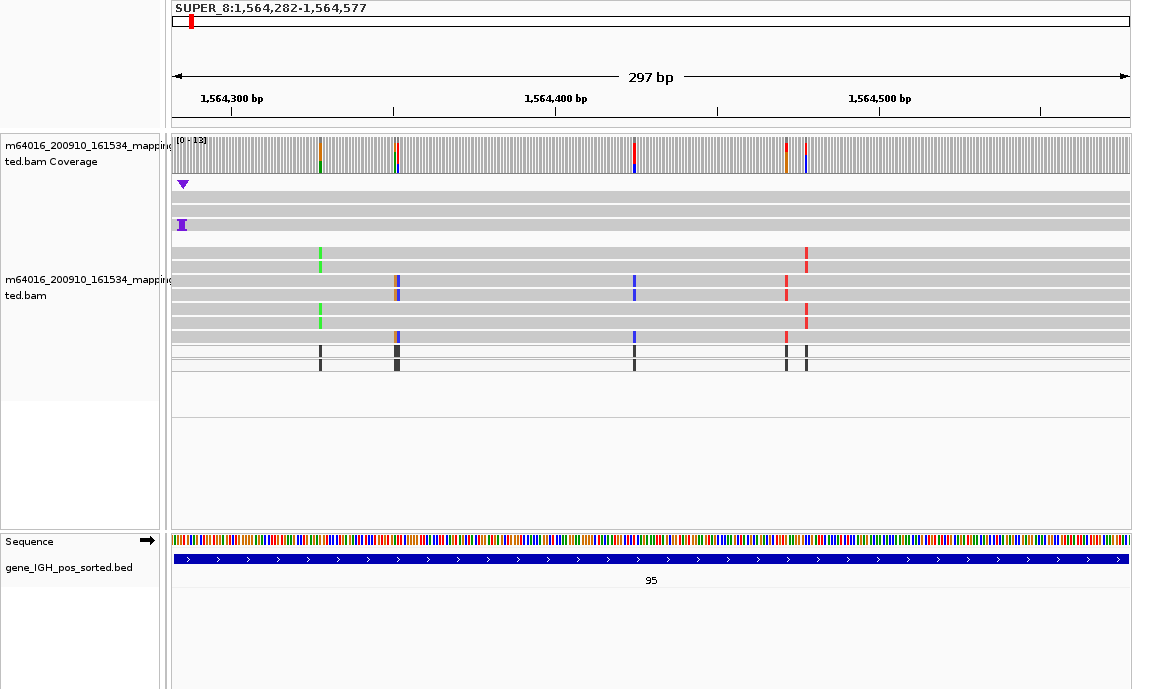 SUPER_8:1,564,282-1,564,577
297 bp
1,564,300 bp 1,564,400 bp 1,564,500 bp
m64016_200910_161534_mapping
ted.bam Coverage
[0 - 13]
m64016_200910_161534_mapping
ted.bam
Sequence
gene_IGH_pos_sorted.bed
95